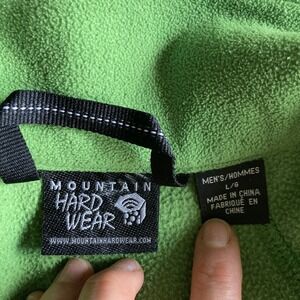 MOUNTAIN
HARD
WEAR
WWW.MOUNTAINHARDWEAR.COM
MEN'S/HOMMES
L/G
MADE IN CHINA
FABRIQUÉ EN
CHINE